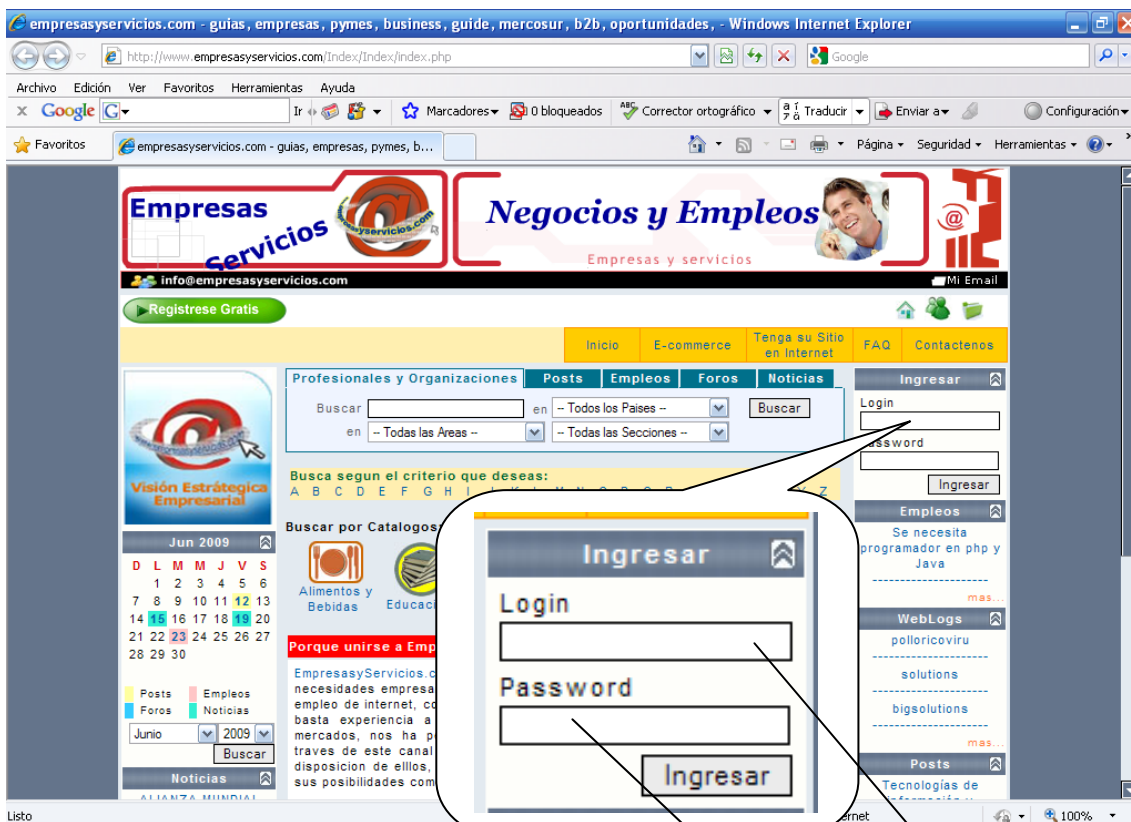 empresasyservicios.com - guias, empresas, pymes, business, guide, mercosur, b2b, oportunidades, - Windows Internet Explorer
http://www.empresasyservicios.com/Index/Index/index.php
Google
Archivo Edición Ver Favoritos Herramientas Ayuda
x Google G Ir Marcadores 0 bloqueados Corrector ortográfico Traducir Enviar a Configuración
Favoritos empresasyservicios.com - guias, empresas, pymes, b... Página Seguridad Herramientas
Empresas
Servicios
Negocios y Empleos
Empresas y servicios
info@empresasyservicios.com Mi Email
Registrese Gratis
Inicio E-commerce Tenga su Sitio en Internet FAQ Contactenos
Visión Estrátegica
Empresarial
Jun 2009
D L M M J V S
1 2 3 4 5 6
7 8 9 10 11 12 13
14 15 16 17 18 19 20
21 22 23 24 25 26 27
28 29 30
Posts Empleos
Foros Noticias
Junio 2009
Buscar
Noticias
ALIANZA MUNDIAL
Profesionales y Organizaciones Posts Empleos Foros Noticias
Buscar en -- Todos los Paises -- Buscar
en -- Todas las Areas -- -- Todas las Secciones --
Busca segun el criterio que deseas:
A B C D E F G H I
Y Z
Buscar por Catalogos
Alimentos y
Bebidas
Porque unirse a
EmpresasyServicios.c
necesidades empresa
empleo de internet, co
basta experiencia a
mercados, nos ha p
traves de este canal
disposicion de elllos,
sus posibilidades com
Ingresar
Login
Password
Ingresar
Ingresar
Login
Password
Ingresar
Empleos
Se necesita
programador en php y
Java
mas...
WebLogs
polloricoviru
solutions
bigsolutions
mas...
Posts
Tecnologías de
Listo 100%